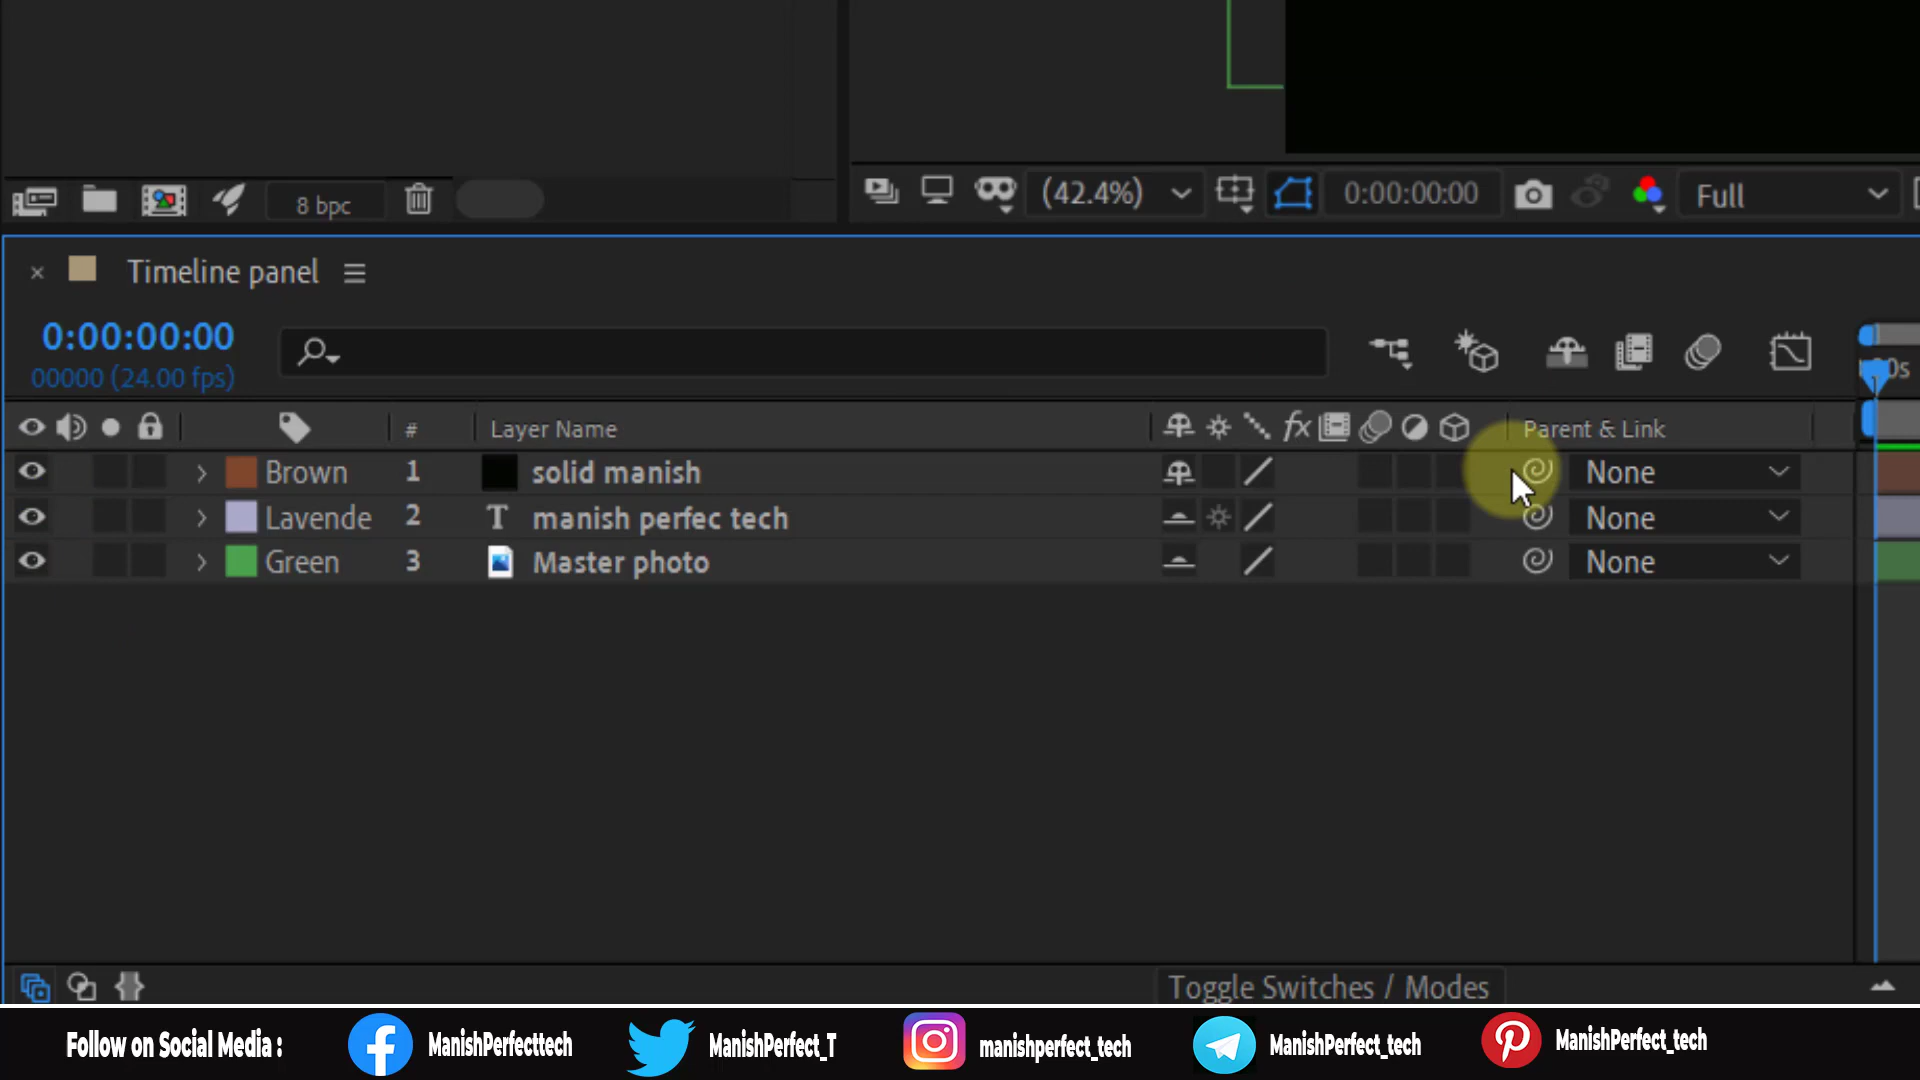 8 bpc
(42.4%)
0:00:00:00
Full
Timeline panel
0:00:00:00
00000 (24.00 fps)
# Layer Name
fx
Parent & Link
Brown 1 solid manish None
Lavende 2 T manish perfec tech None
Green 3 Master photo None
Toggle Switches / Modes
Follow on Social Media : ManishPerfecttech ManishPerfect_T manishperfect_tech ManishPerfect_tech ManishPerfect_tech